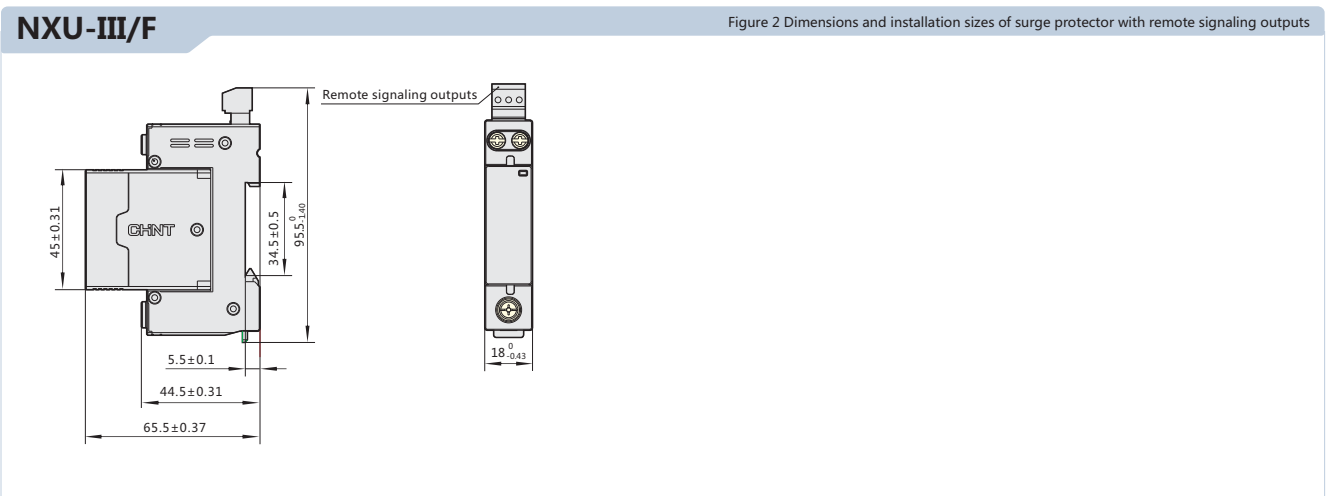 NXU-III/F
Figure 2 Dimensions and installation sizes of surge protector with remote signaling outputs
Remote signaling outputs
CHNT
45±0.31
34.5±0.5
95.5 0 -1.40
5.5±0.1
44.5±0.31
65.5±0.37
18 0 -0.43